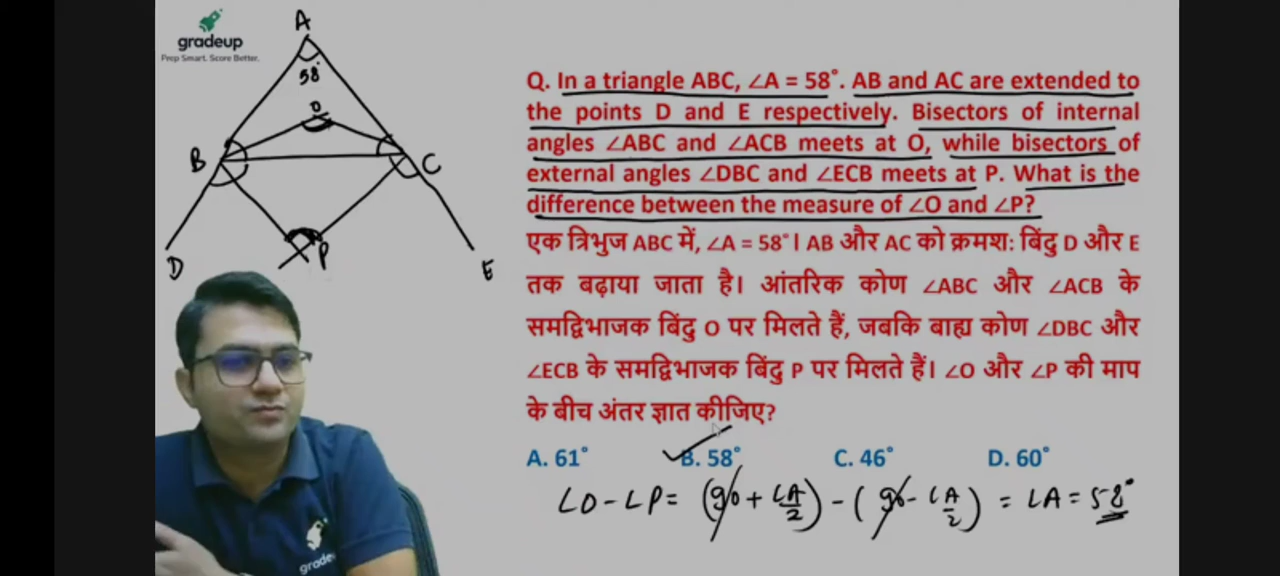 gradeup
Prep Smart. Score Better.
A
58°
O
B
C
P
D
E
Q. In a triangle ABC, ∠A = 58°. AB and AC are extended to
the points D and E respectively. Bisectors of internal
angles ∠ABC and ∠ACB meets at O, while bisectors of
external angles ∠DBC and ∠ECB meets at P. What is the
difference between the measure of ∠O and ∠P?
एक त्रिभुज ABC में, ∠A = 58°। AB और AC को क्रमश: बिंदु D और E
तक बढ़ाया जाता है। आंतरिक कोण ∠ABC और ∠ACB के
समद्विभाजक बिंदु O पर मिलते हैं, जबकि बाह्य कोण ∠DBC और
∠ECB के समद्विभाजक बिंदु P पर मिलते हैं। ∠O और ∠P की माप
के बीच अंतर ज्ञात कीजिए?
A. 61° B. 58° C. 46° D. 60°
∠O - ∠P = (90 + ∠A/2) - (90 - ∠A/2) = ∠A = 58°
grade